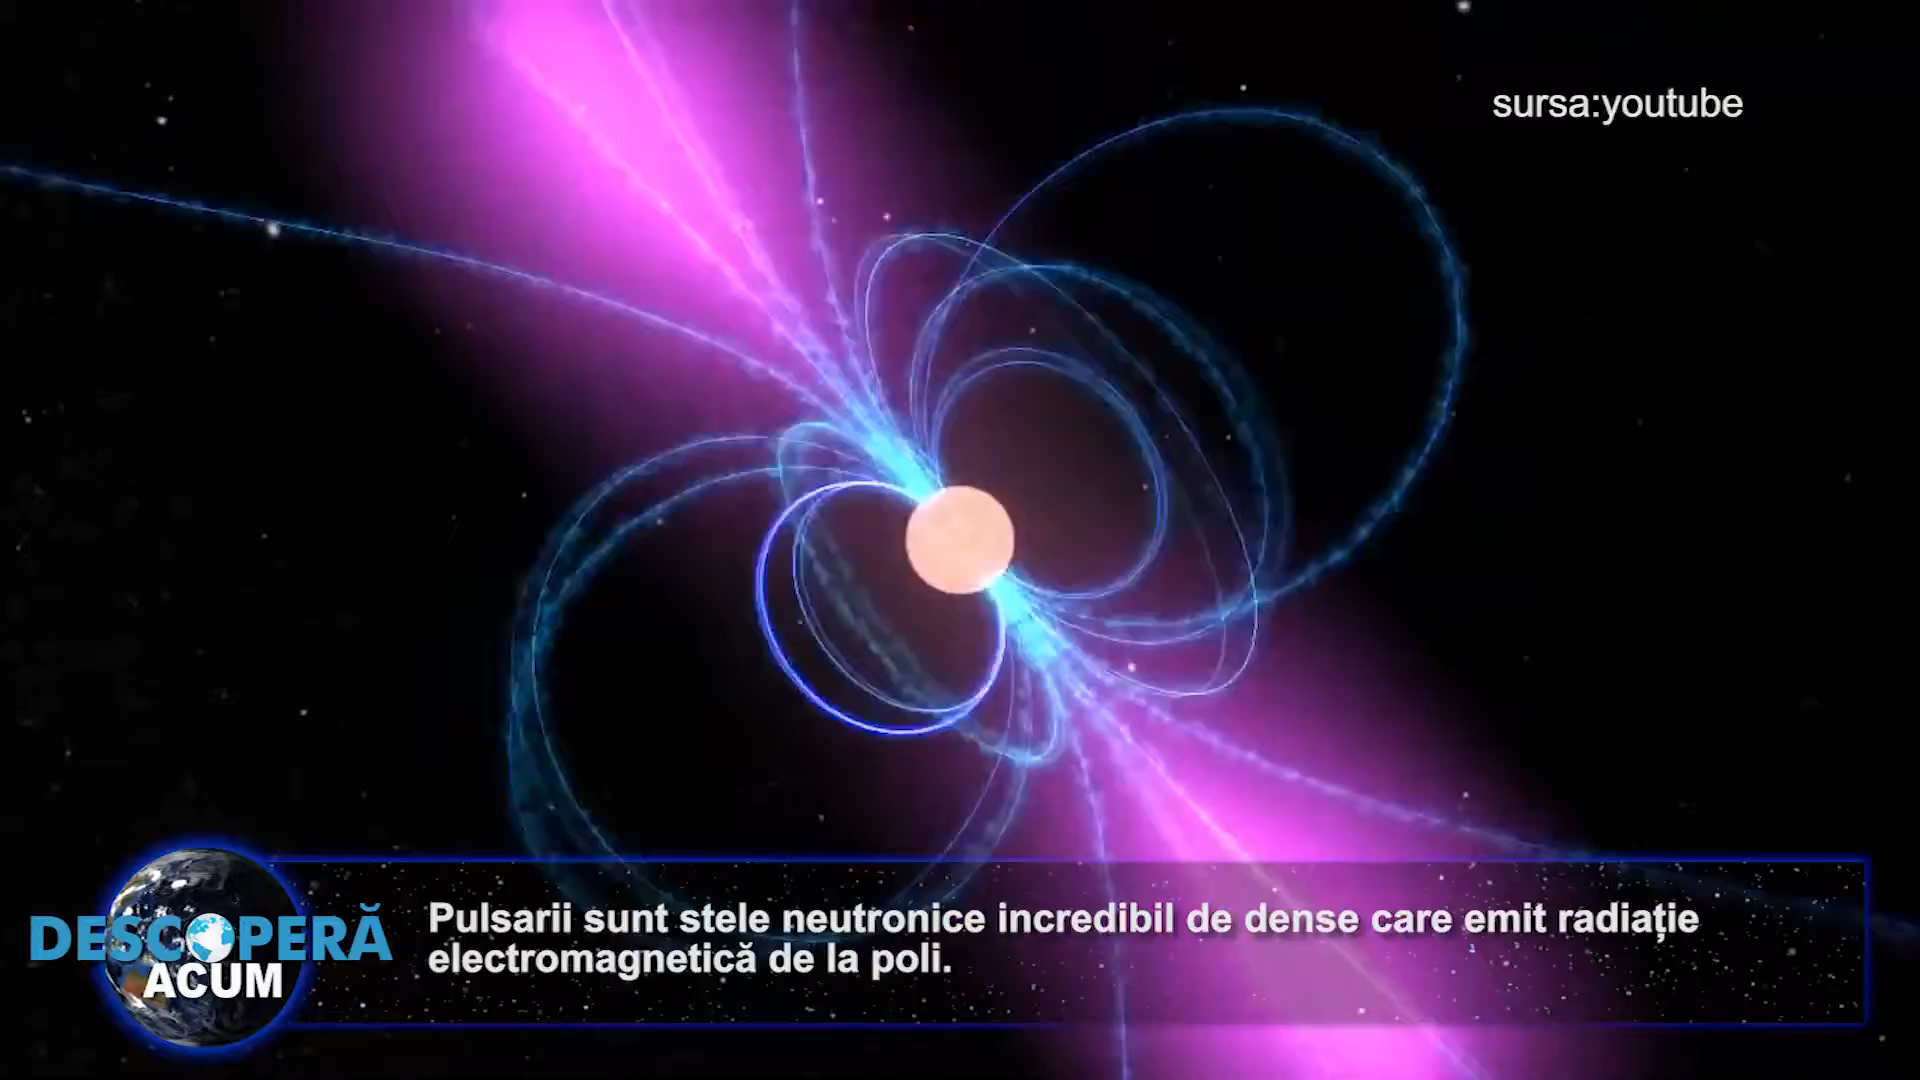 sursa:youtube
Pulsarii sunt stele neutronice incredibil de dense care emit radiație
electromagnetică de la poli.
DESCOPERĂ
ACUM